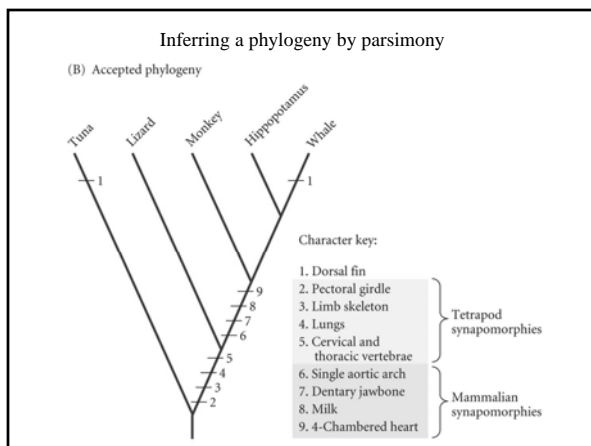 Inferring a phylogeny by parsimony
(B) Accepted phylogeny
Tuna
Lizard
Monkey
Hippopotamus
Whale
1
1
9
8
7
6
5
4
3
2
Character key:
1. Dorsal fin
2. Pectoral girdle
3. Limb skeleton
4. Lungs
5. Cervical and
thoracic vertebrae
Tetrapod
synapomorphies
6. Single aortic arch
7. Dentary jawbone
8. Milk
9. 4-Chambered heart
Mammalian
synapomorphies